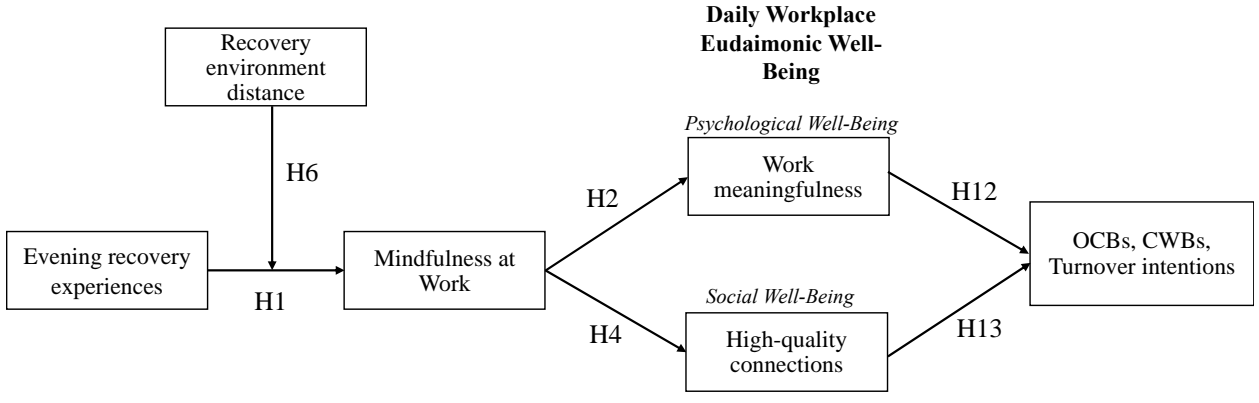 Daily Workplace
Eudaimonic Well-
Being
Recovery
environment
distance
Psychological Well-Being
Work
meaningfulness
H6
H2
H12
Evening recovery
experiences
H1
Mindfulness at
Work
OCBs, CWBs,
Turnover intentions
Social Well-Being
H4
High-quality
connections
H13